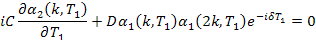 iC ∂α₂(k,T₁)/∂T₁ + Dα₁(k,T₁)α₁(2k,T₁)e^{-iδT₁} = 0